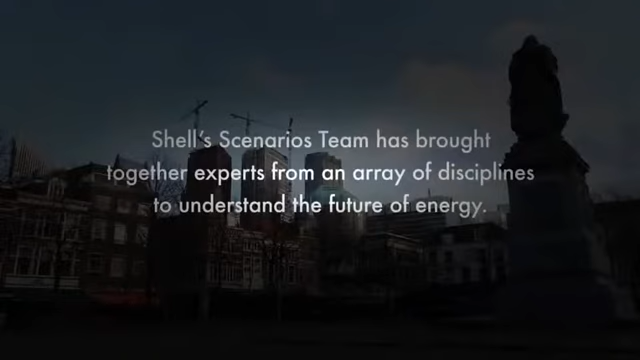 Shell's Scenarios Team has brought
together experts from an array of disciplines
to understand the future of energy.